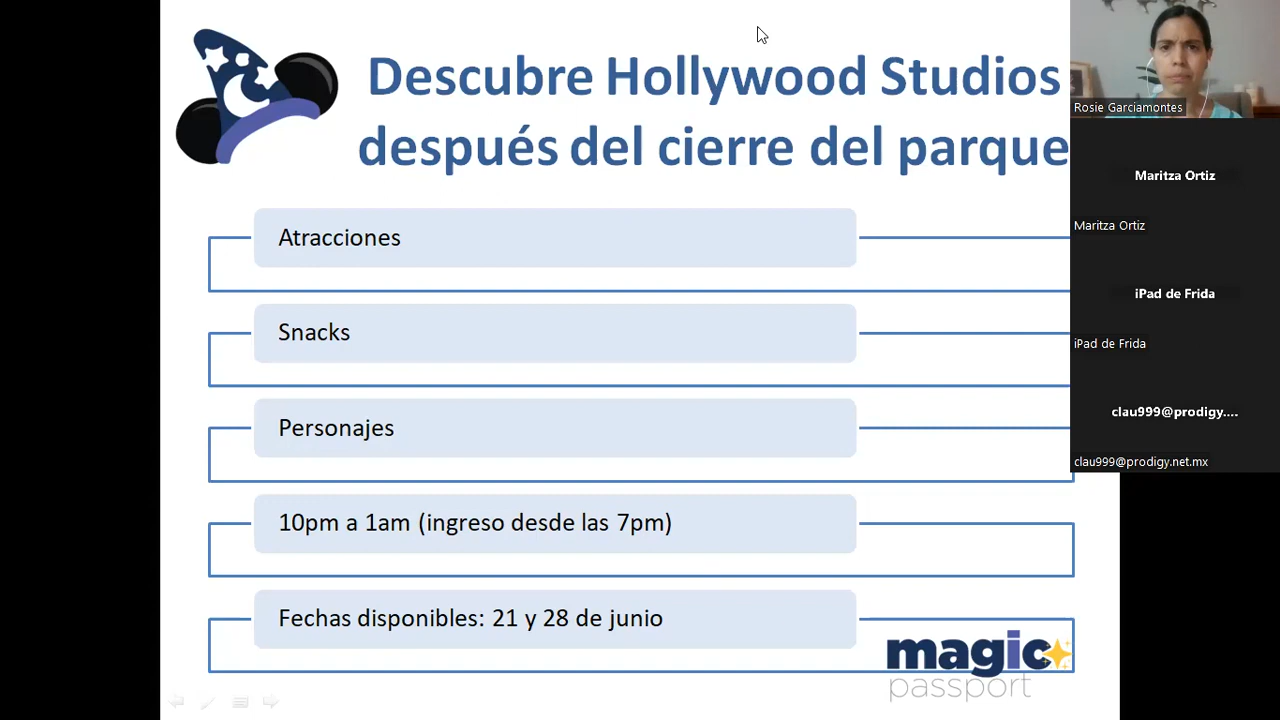 Descubre Hollywood Studios
después del cierre del parque
Atracciones
Snacks
Personajes
10pm a 1am (ingreso desde las 7pm)
Fechas disponibles: 21 y 28 de junio
magic
passport
Rosie Garciamontes
Maritza Ortiz
Maritza Ortiz
iPad de Frida
iPad de Frida
clau999@prodigy....
clau999@prodigy.net.mx